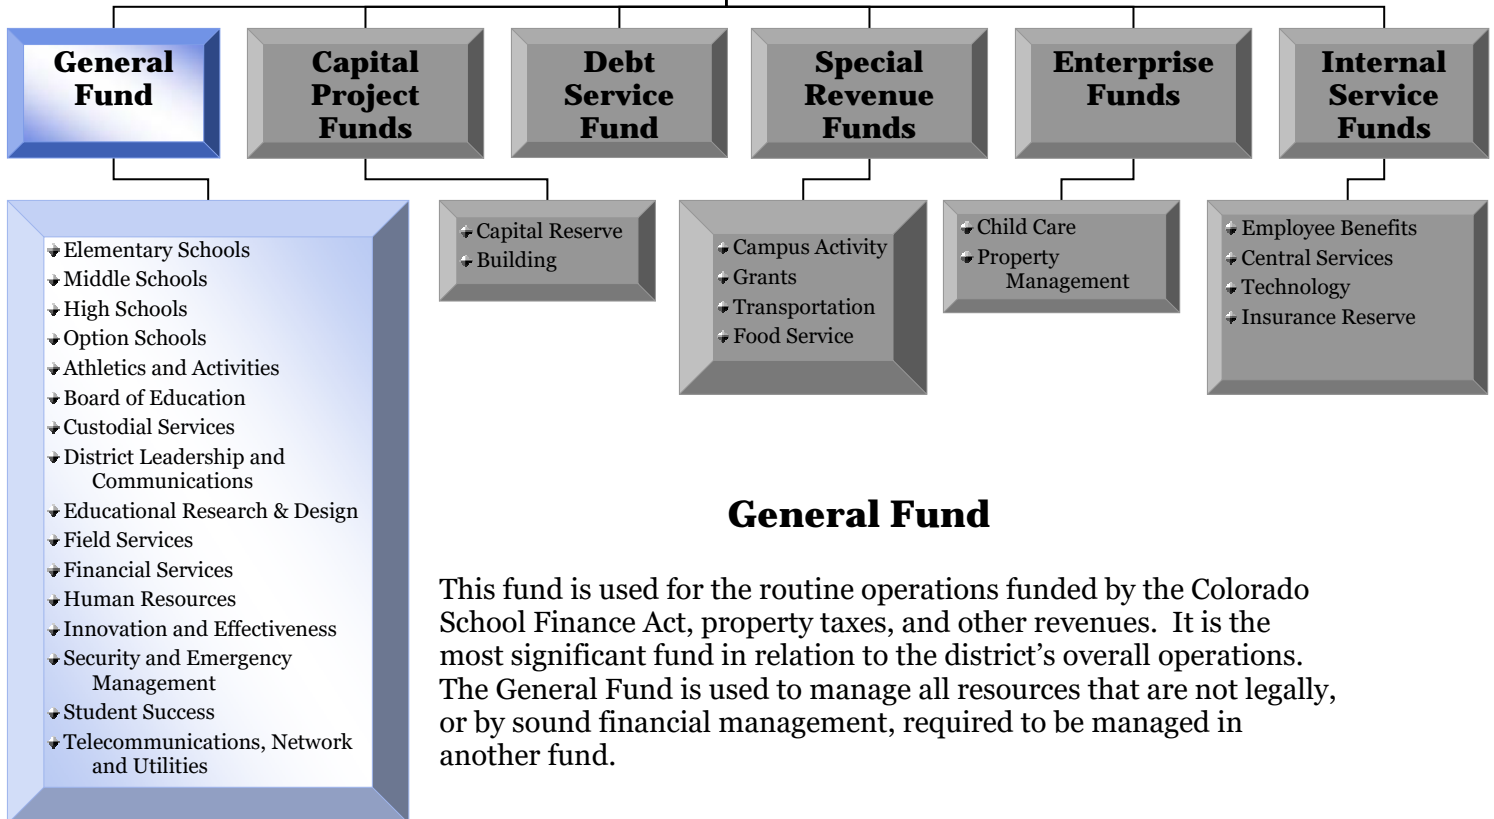 General
Fund
Capital
Project
Funds
Debt
Service
Fund
Special
Revenue
Funds
Enterprise
Funds
Internal
Service
Funds
Elementary Schools
Middle Schools
High Schools
Option Schools
Athletics and Activities
Board of Education
Custodial Services
District Leadership and
Communications
Educational Research & Design
Field Services
Financial Services
Human Resources
Innovation and Effectiveness
Security and Emergency
Management
Student Success
Telecommunications, Network
and Utilities
Capital Reserve
Building
Campus Activity
Grants
Transportation
Food Service
Child Care
Property
Management
Employee Benefits
Central Services
Technology
Insurance Reserve
General Fund
This fund is used for the routine operations funded by the Colorado
School Finance Act, property taxes, and other revenues.  It is the
most significant fund in relation to the district’s overall operations.
The General Fund is used to manage all resources that are not legally,
or by sound financial management, required to be managed in
another fund.